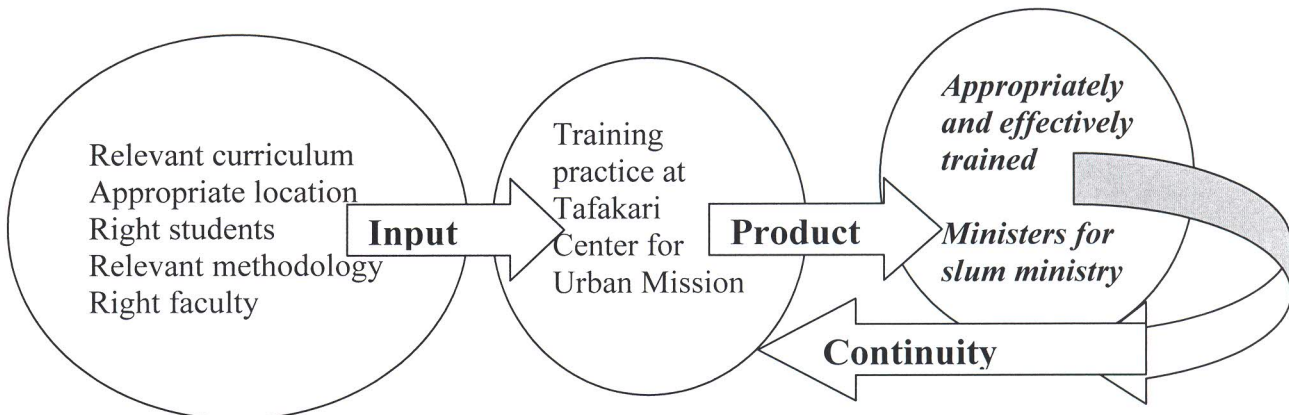 Relevant curriculum
Appropriate location
Right students
Relevant methodology
Right faculty
Input
Training
practice at
Tafakari
Center for
Urban Mission
Product
Appropriately
and effectively
trained
Ministers for
slum ministry
Continuity